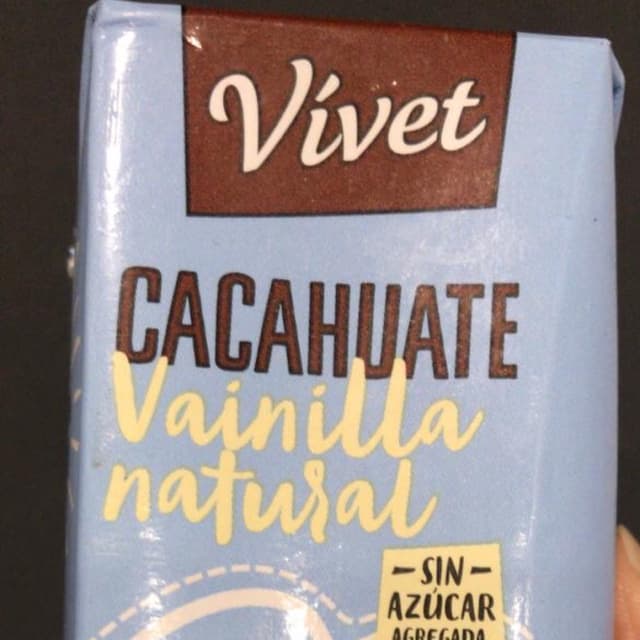 Vívet
CACAHUATE
Vainilla
natural
SIN
AZÚCAR
AGREGADA